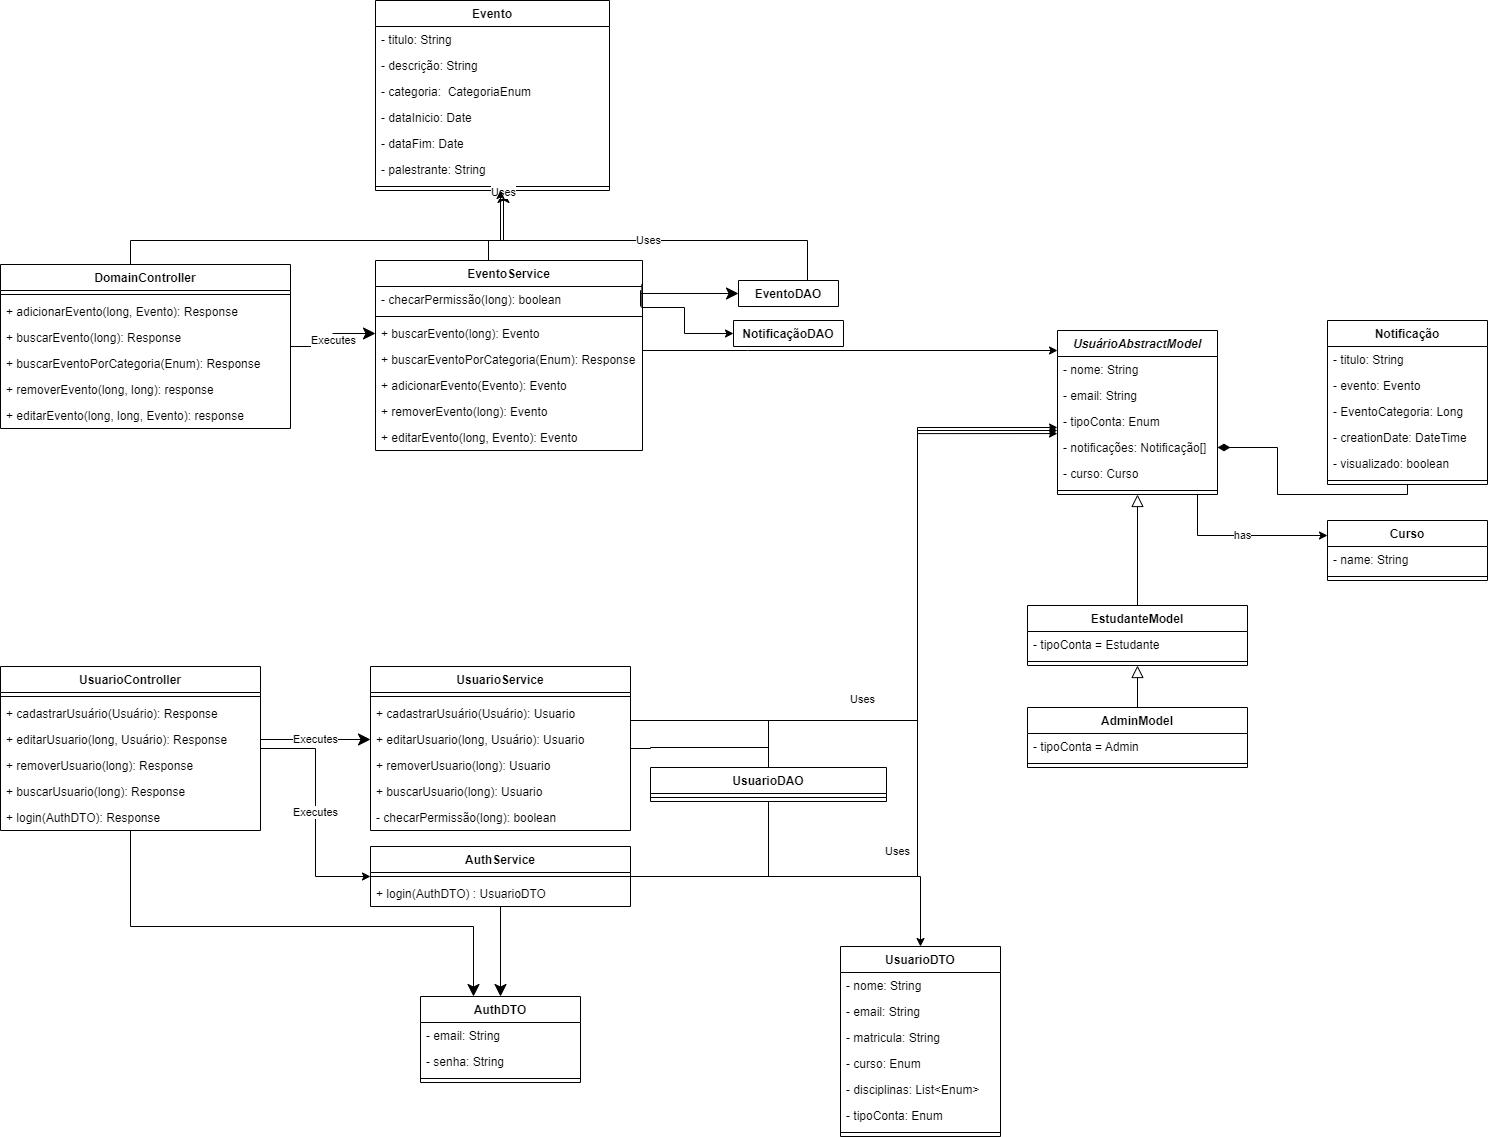 Evento
- titulo: String
- descrição: String
- categoria:  CategoriaEnum
- dataInicio: Date
- dataFim: Date
- palestrante: String
Uses
Uses
DomainController
+ adicionarEvento(long, Evento): Response
+ buscarEvento(long): Response
+ buscarEventoPorCategoria(Enum): Response
+ removerEvento(long, long): response
+ editarEvento(long, long, Evento): response
Executes
EventoService
- checarPermissão(long): boolean
+ buscarEvento(long): Evento
+ buscarEventoPorCategoria(Enum): Response
+ adicionarEvento(Evento): Evento
+ removerEvento(long): Evento
+ editarEvento(long, Evento): Evento
EventoDAO
NotificaçãoDAO
UsuárioAbstractModel
- nome: String
- email: String
- tipoConta: Enum
- notificações: Notificação[]
- curso: Curso
Notificação
- titulo: String
- evento: Evento
- EventoCategoria: Long
- creationDate: DateTime
- visualizado: boolean
has
Curso
- name: String
EstudanteModel
- tipoConta = Estudante
AdminModel
- tipoConta = Admin
UsuarioController
+ cadastrarUsuário(Usuário): Response
+ editarUsuario(long, Usuário): Response
+ removerUsuario(long): Response
+ buscarUsuario(long): Response
+ login(AuthDTO): Response
Executes
Executes
UsuarioService
+ cadastrarUsuário(Usuário): Usuario
+ editarUsuario(long, Usuário): Usuario
+ removerUsuario(long): Usuario
+ buscarUsuario(long): Usuario
- checarPermissão(long): boolean
Uses
UsuarioDAO
AuthService
+ login(AuthDTO) : UsuarioDTO
Uses
AuthDTO
- email: String
- senha: String
UsuarioDTO
- nome: String
- email: String
- matricula: String
- curso: Enum
- disciplinas: List<Enum>
- tipoConta: Enum